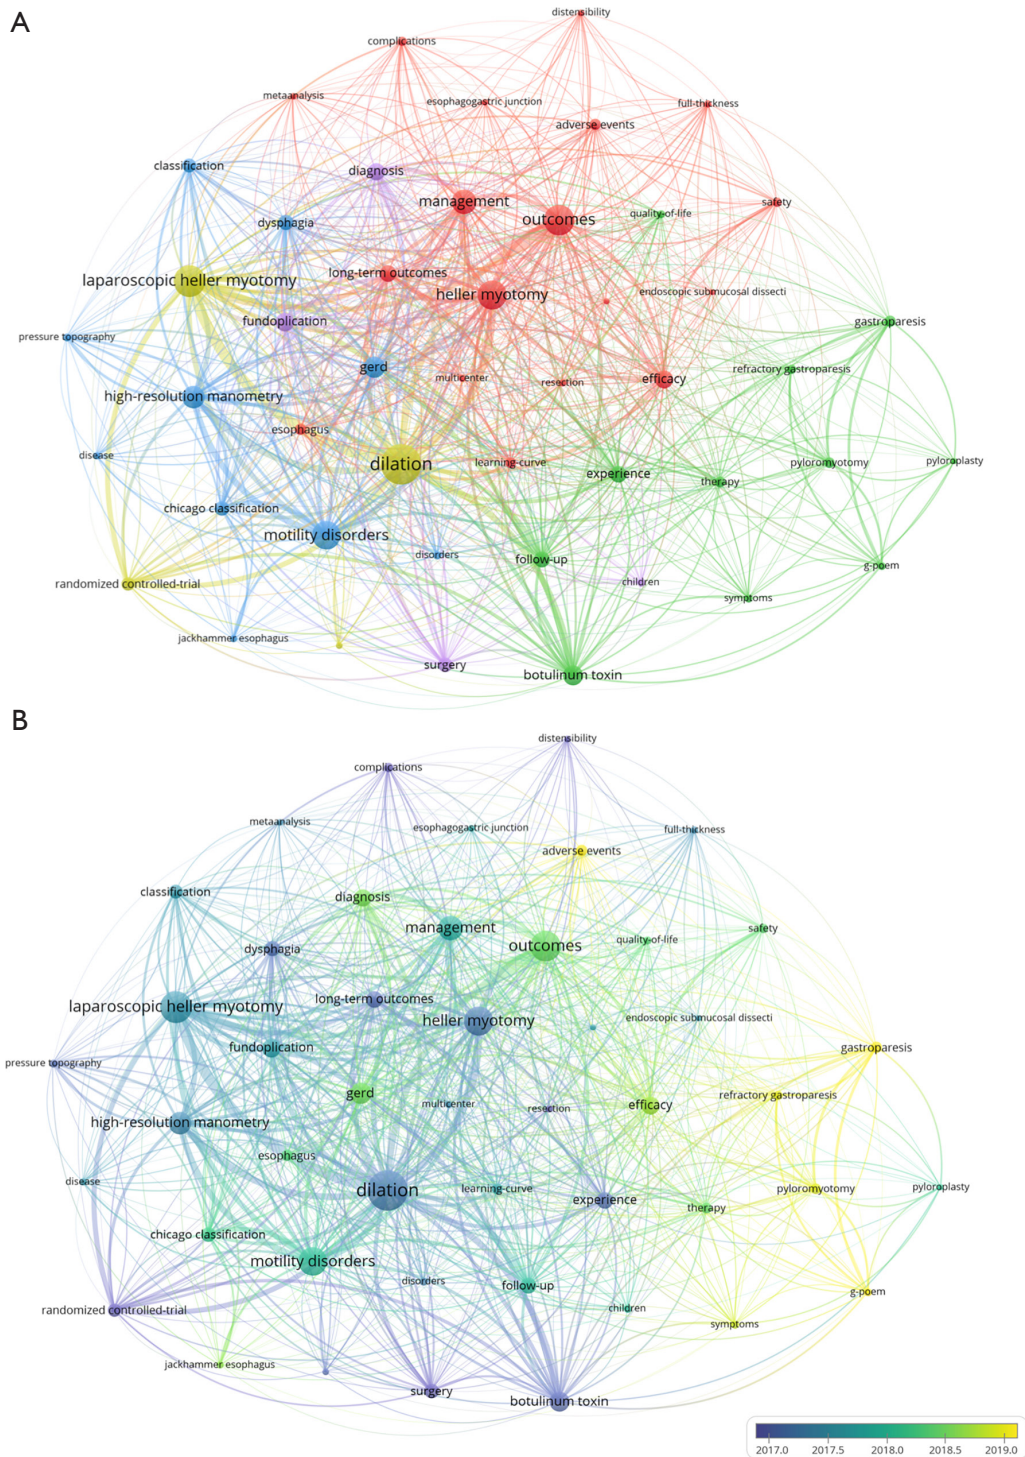 A
distensibility
complications
metaanalysis
esophagogastric junction
full-thickness
adverse events
classification
diagnosis
management
outcomes
quality-of-life
safety
dysphagia
laparoscopic heller myotomy
long-term outcomes
heller myotomy
endoscopic submucosal dissecti
fundoplication
gastroparesis
pressure topography
gerd
multicenter
resection
efficacy
refractory gastroparesis
high-resolution manometry
esophagus
disease
dilation
learning-curve
experience
therapy
pyloromyotomy
pyloroplasty
chicago classification
motility disorders
disorders
follow-up
children
g-poem
randomized controlled-trial
symptoms
jackhammer esophagus
surgery
botulinum toxin
B
distensibility
complications
metaanalysis
esophagogastric junction
full-thickness
adverse events
classification
diagnosis
management
outcomes
quality-of-life
safety
dysphagia
laparoscopic heller myotomy
long-term outcomes
heller myotomy
endoscopic submucosal dissecti
fundoplication
gastroparesis
pressure topography
gerd
multicenter
resection
efficacy
refractory gastroparesis
high-resolution manometry
esophagus
disease
dilation
learning-curve
experience
therapy
pyloromyotomy
pyloroplasty
chicago classification
motility disorders
disorders
follow-up
children
g-poem
randomized controlled-trial
symptoms
jackhammer esophagus
surgery
botulinum toxin
2017.0 2017.5 2018.0 2018.5 2019.0